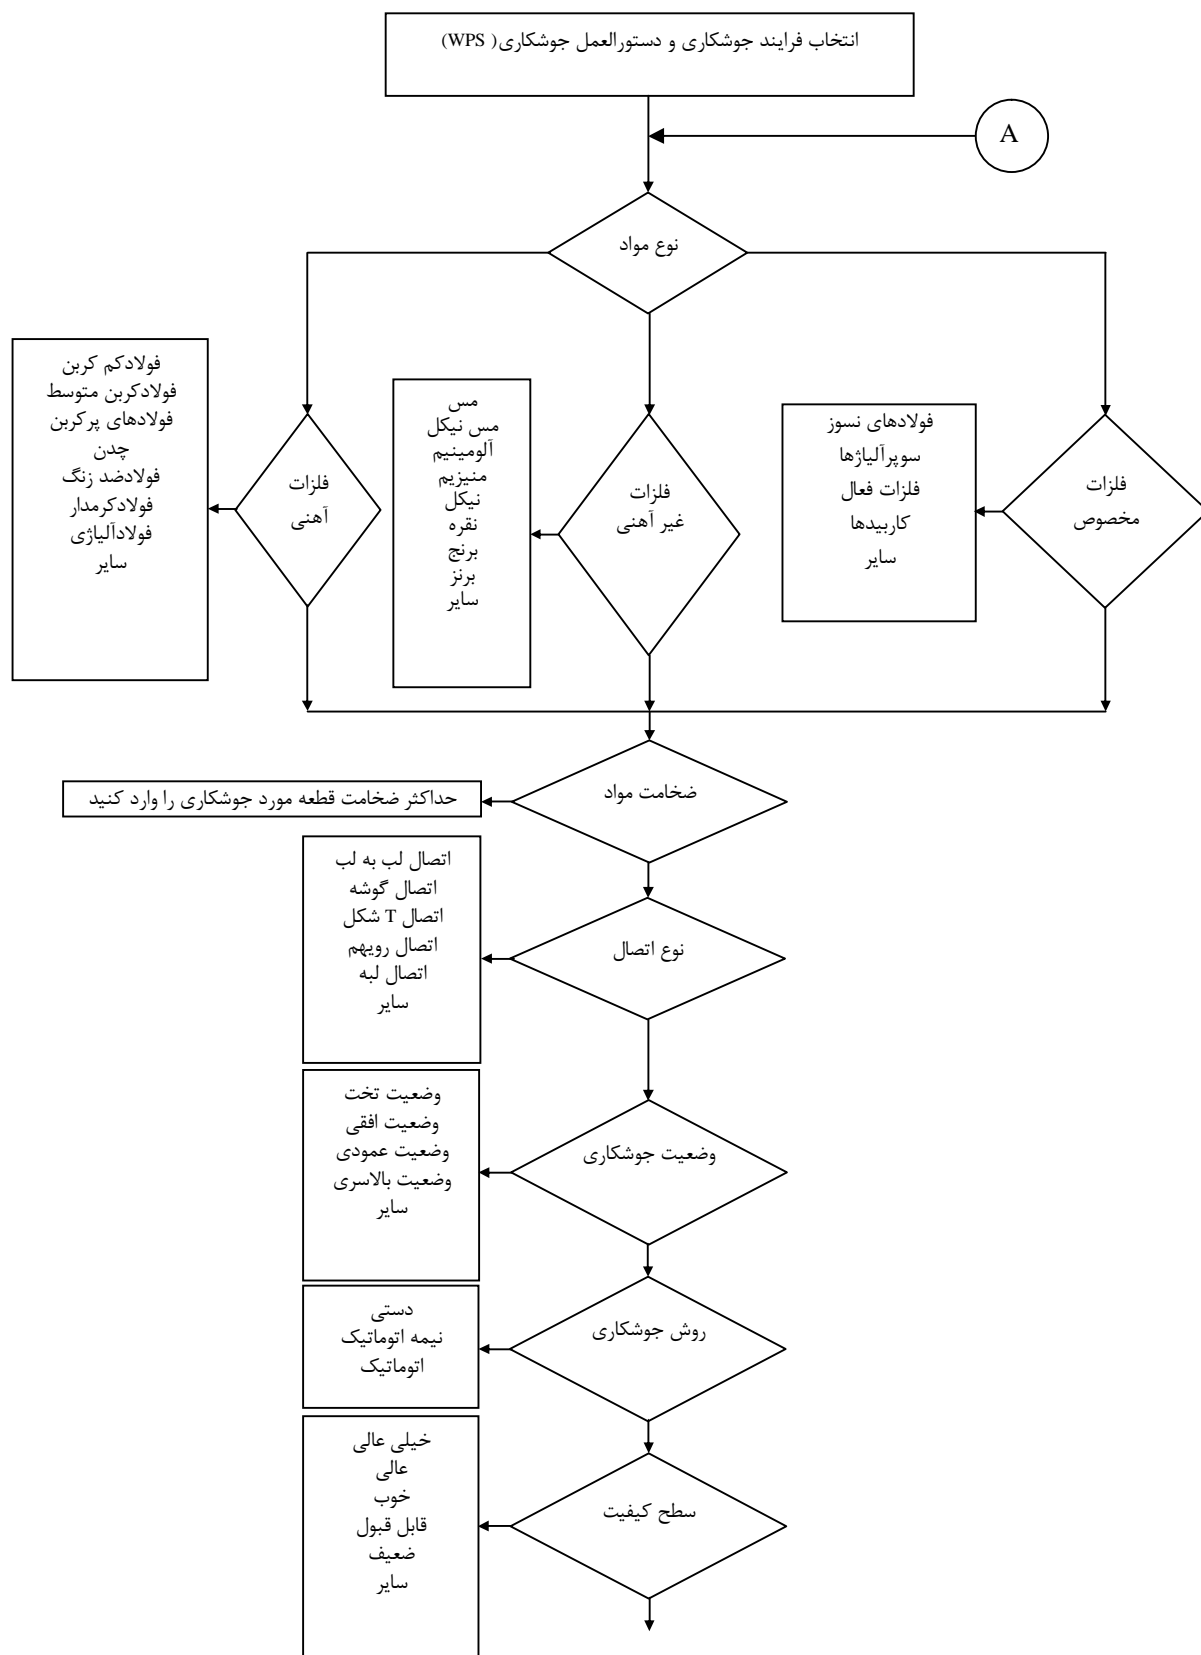 انتخاب فرایند جوشکاری و دستورالعمل جوشکاری( WPS)
A
نوع مواد
فولادکم کربن
فولادکربن متوسط
فولادهای پرکربن
چدن
فولادضد زنگ
فولادکرمدار
فولادآلیاژی
سایر
فلزات
آهنی
مس
مس نیکل
آلومینیم
منیزیم
نیکل
نقره
برنج
برنز
سایر
فلزات
غیر آهنی
فولادهای نسوز
سوپرآلیاژها
فلزات فعال
کاربیدها
سایر
فلزات
مخصوص
ضخامت مواد
حداکثر ضخامت قطعه مورد جوشکاری را وارد کنید
اتصال لب به لب
اتصال گوشه
اتصال T شکل
اتصال رویهم
اتصال لبه
سایر
نوع اتصال
وضعیت تخت
وضعیت افقی
وضعیت عمودی
وضعیت بالاسری
سایر
وضعیت جوشکاری
دستی
نیمه اتوماتیک
اتوماتیک
روش جوشکاری
خیلی عالی
عالی
خوب
قابل قبول
ضعیف
سایر
سطح کیفیت